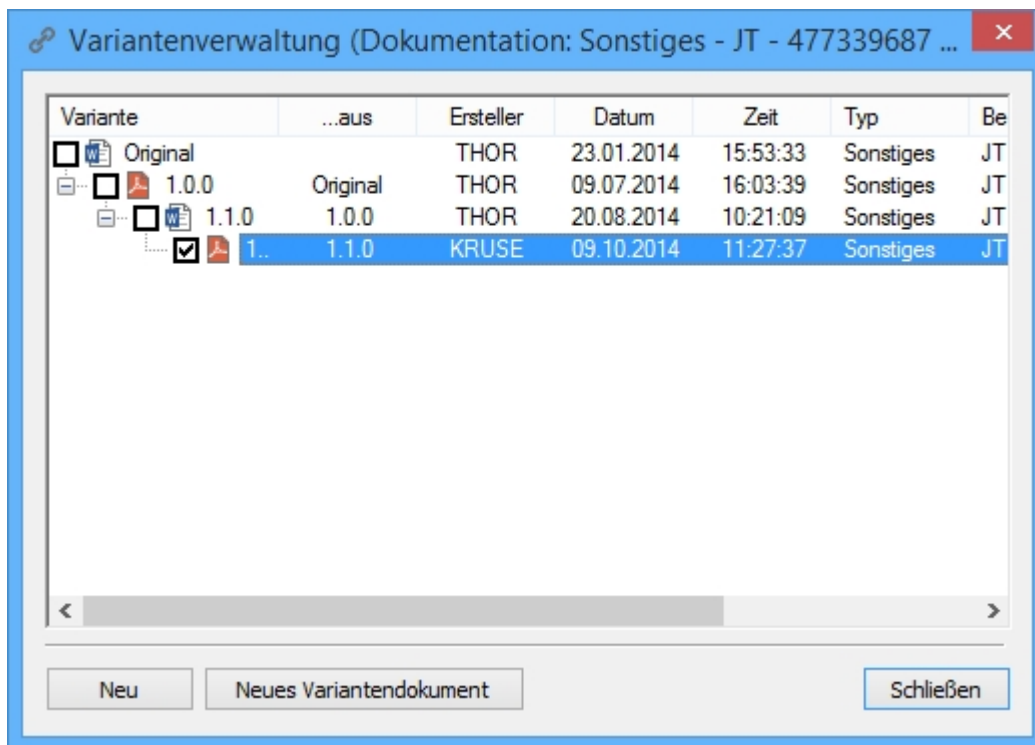 Variantenverwaltung (Dokumentation: Sonstiges - JT - 477339687 ...
Variante ...aus Ersteller Datum Zeit Typ Be
Original THOR 23.01.2014 15:53:33 Sonstiges JT
1.0.0 Original THOR 09.07.2014 16:03:39 Sonstiges JT
1.1.0 1.0.0 THOR 20.08.2014 10:21:09 Sonstiges JT
1.. 1.1.0 KRUSE 09.10.2014 11:27:37 Sonstiges JT
Neu Neues Variantendokument Schließen